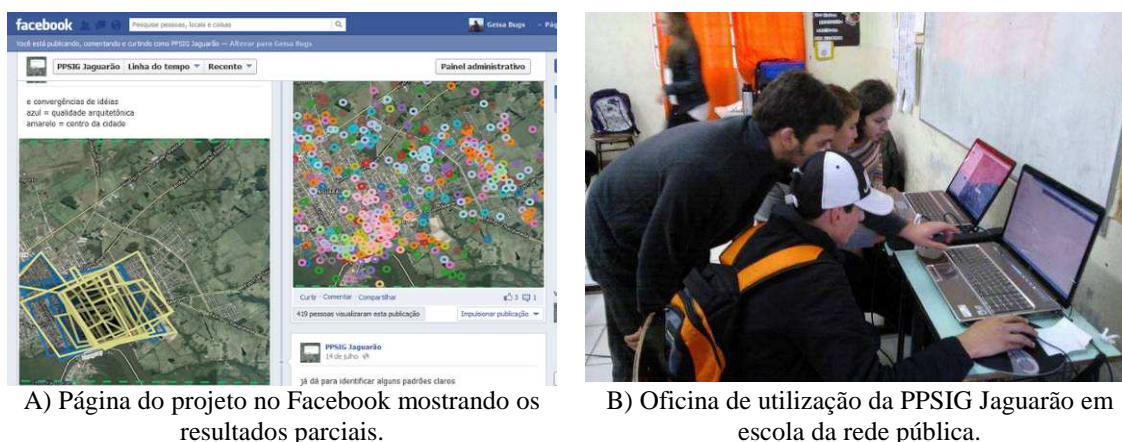 facebook
Pesquise pessoas, locais e coisas
Getsa Bugs
Você está publicando, comentando e curtindo como PPSIG Jaguarão — Alterar para Geisa Bugs
PPSIG Jaguarão
Linha do tempo
Recente
Painel administrativo
e convergências de idéias
azul = qualidade arquitetônica
amarelo = centro da cidade
Curtir · Comentar · Compartilhar
3
1
419 pessoas visualizaram esta publicação
Impulsionar publicação
PPSIG Jaguarão
14 de julho
já dá para identificar alguns padrões claros
A) Página do projeto no Facebook mostrando os
resultados parciais.
B) Oficina de utilização da PPSIG Jaguarão em
escola da rede pública.